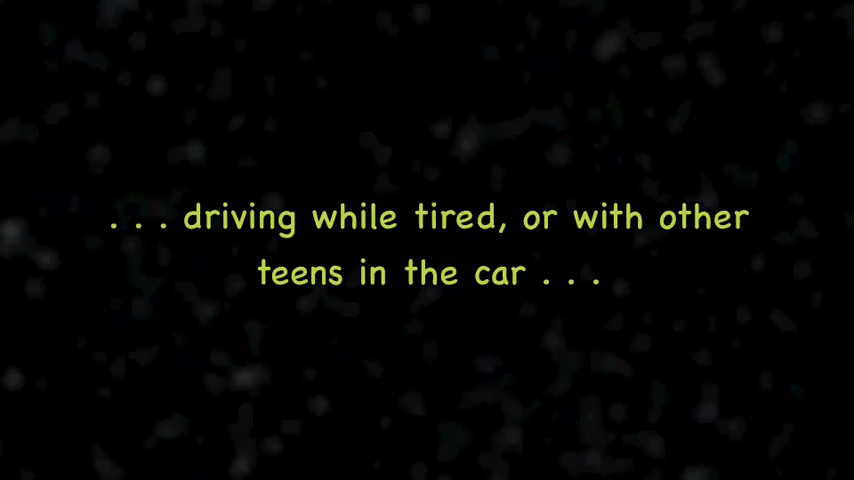 . . . driving while tired, or with other
teens in the car . . .